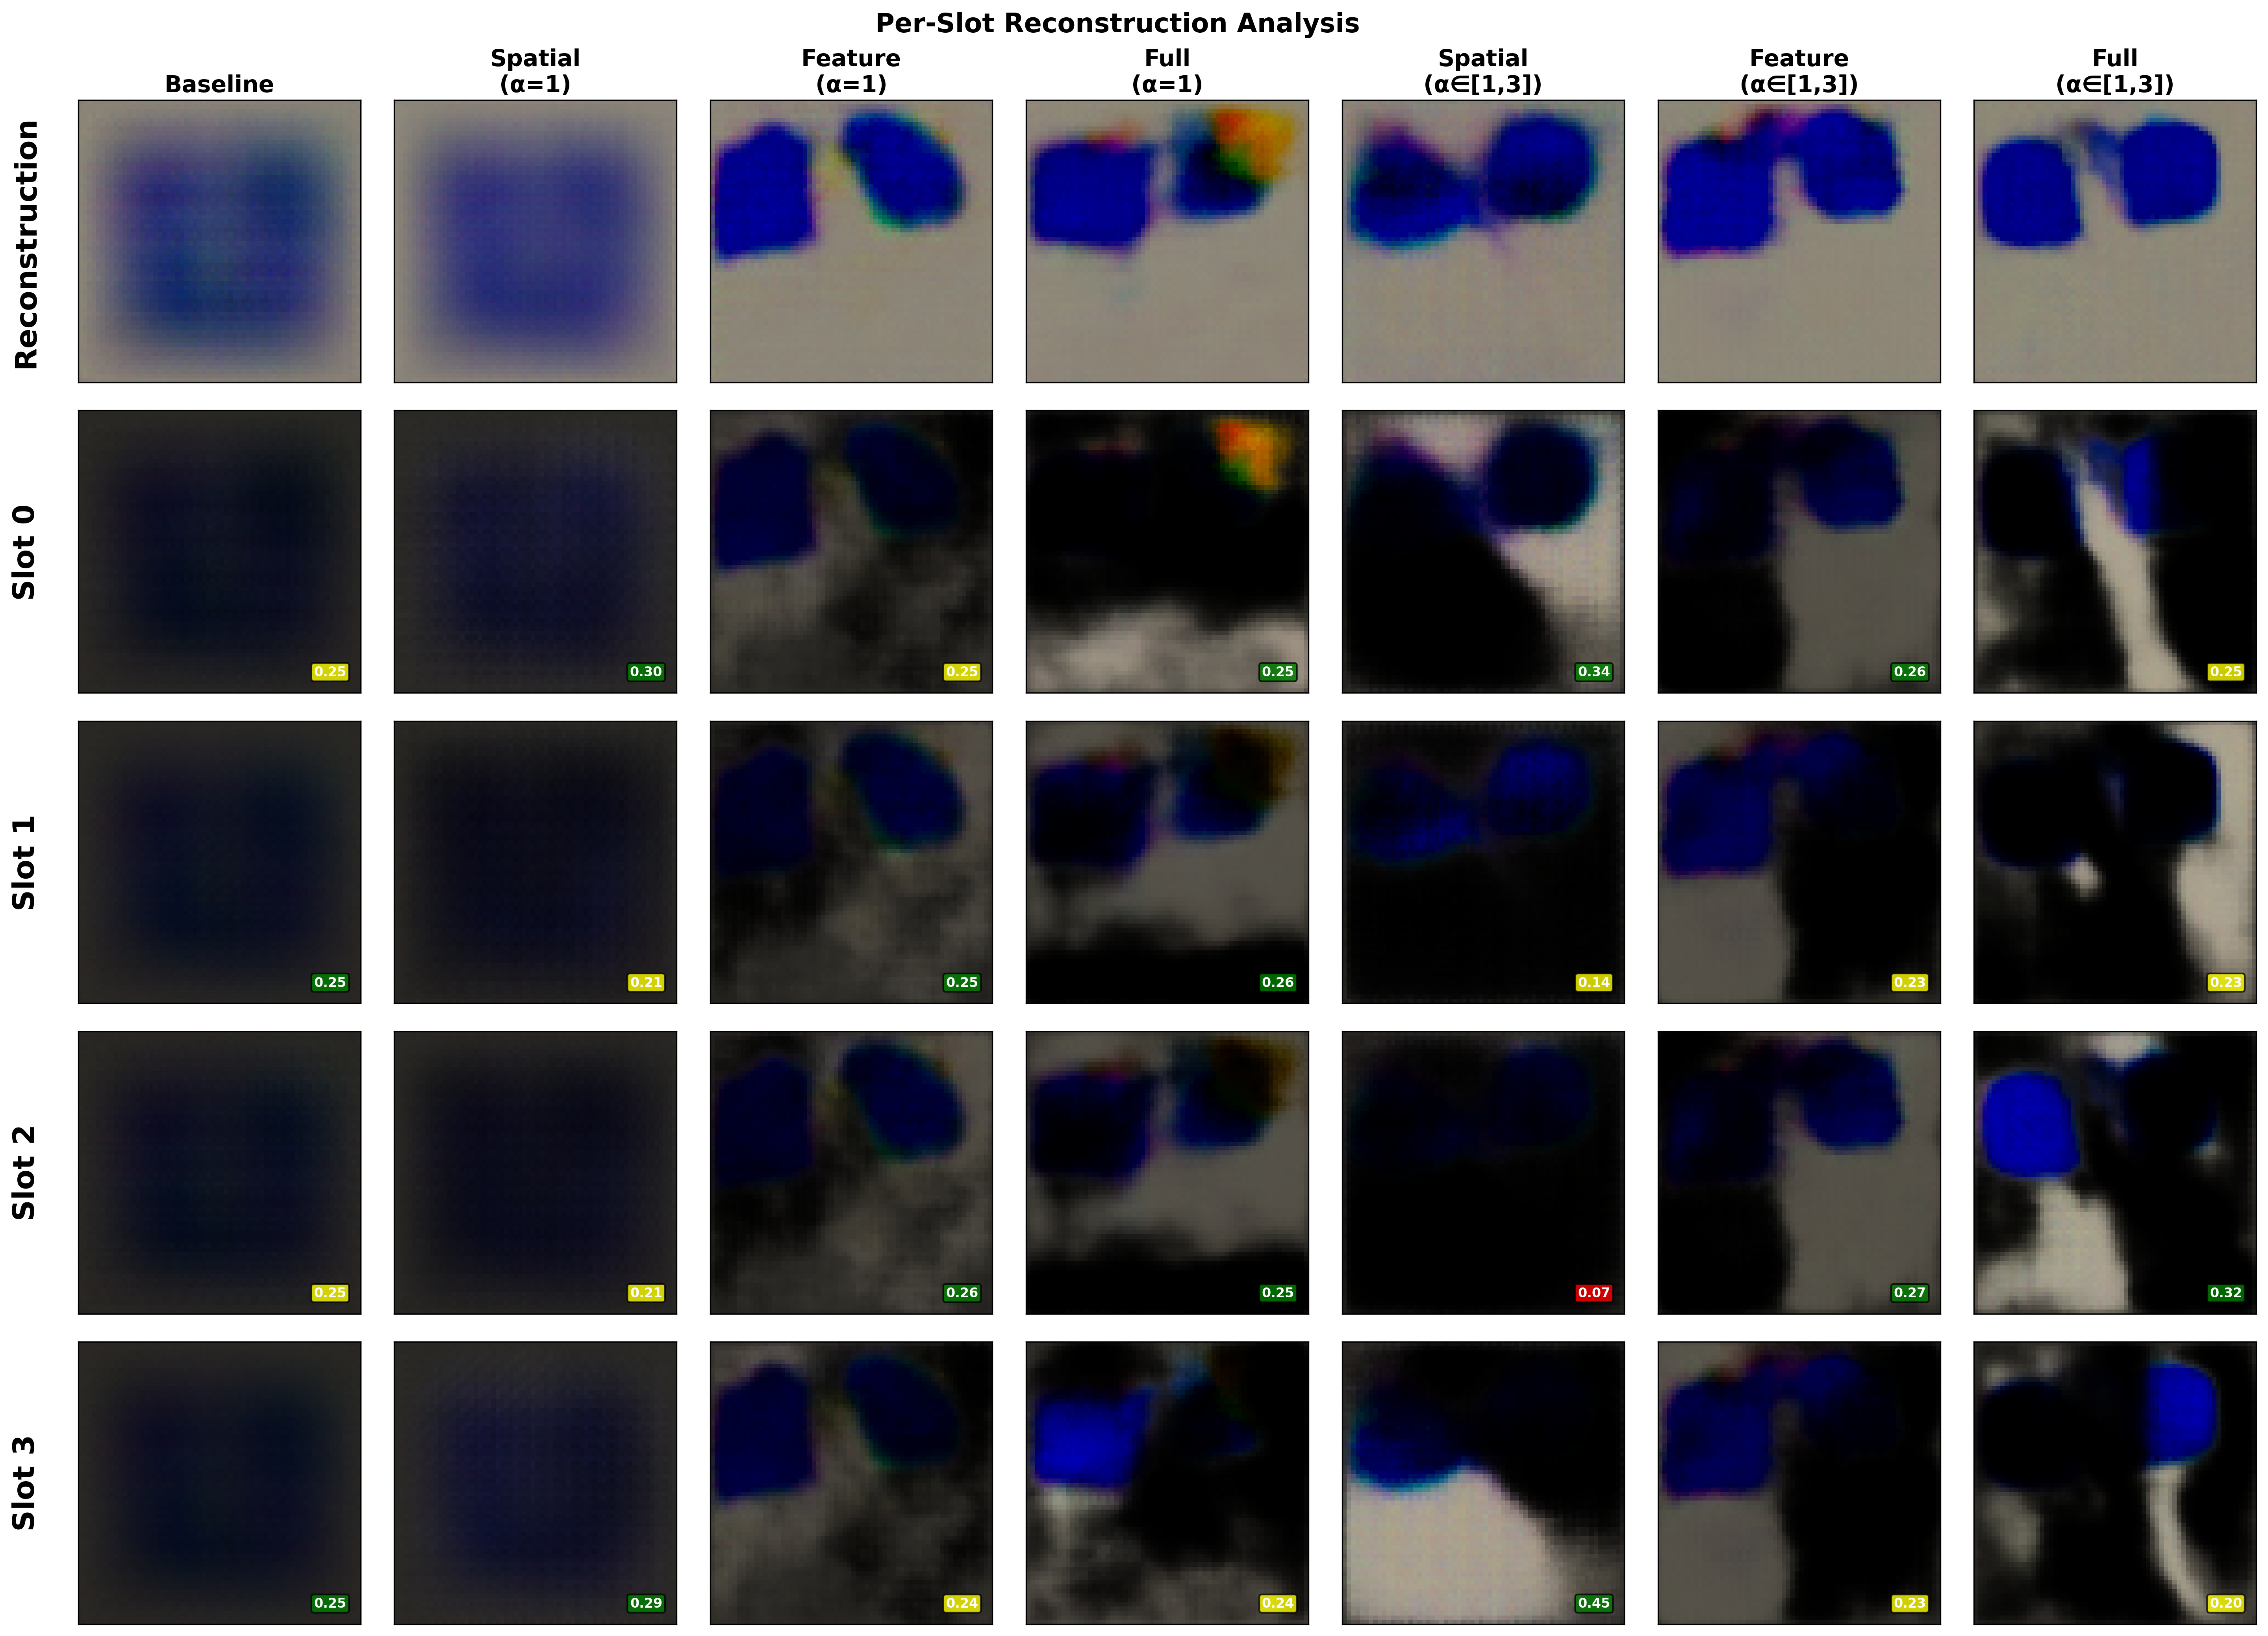 Per-Slot Reconstruction Analysis
Baseline
Spatial
(α=1)
Feature
(α=1)
Full
(α=1)
Spatial
(α∈[1,3])
Feature
(α∈[1,3])
Full
(α∈[1,3])
Reconstruction
Slot 0
0.25
0.30
0.25
0.25
0.34
0.26
0.25
Slot 1
0.25
0.21
0.25
0.26
0.14
0.23
0.23
Slot 2
0.25
0.21
0.26
0.25
0.07
0.27
0.32
Slot 3
0.25
0.29
0.24
0.24
0.45
0.23
0.20